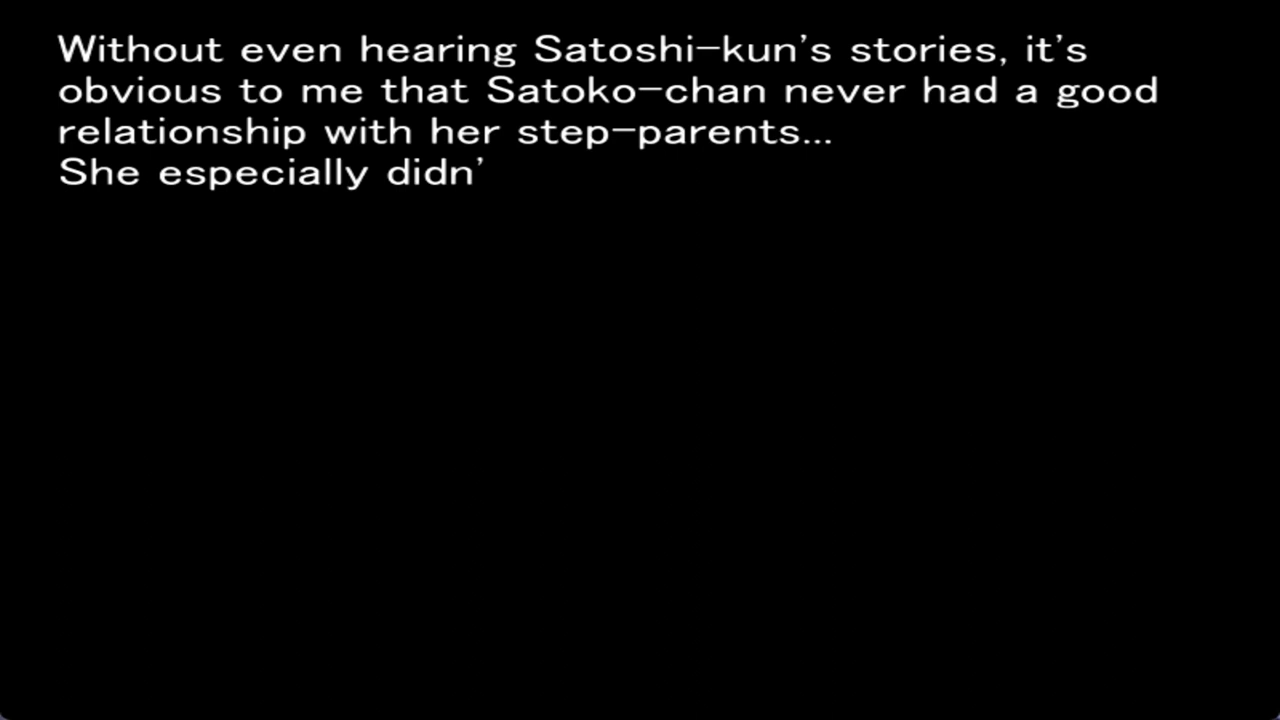 Without even hearing Satoshi-kun's stories, it's
obvious to me that Satoko-chan never had a good
relationship with her step-parents...
She especially didn'